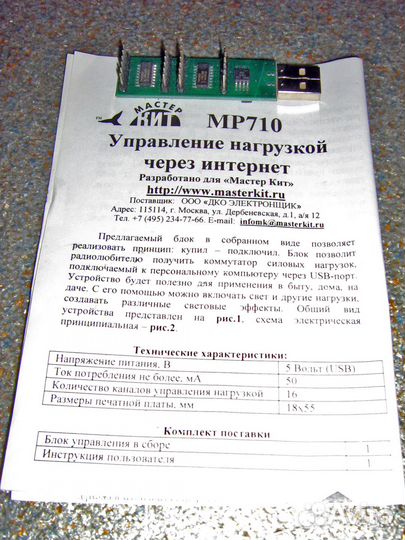 МАСТЕР
КИТ
MP710
Управление нагрузкой
через интернет
Разработано для «Мастер Кит»
http://www.masterkit.ru
Поставщик: ООО «ДКО ЭЛЕКТРОНЩИК»
Адрес: 115114, г. Москва, ул. Дербеневская, д.1, а/я 12
Тел. +7 (495) 234-77-66. E-mail: infomk@masterkit.ru
Предлагаемый блок в собранном виде позволяет
реализовать принцип: купил – подключил. Блок позволит
радиолюбителю получить коммутатор силовых нагрузок,
подключаемый к персональному компьютеру через USB-порт.
Устройство будет полезно для применения в быту, дома, на
даче. С его помощью можно включать свет и другие нагрузки,
создавать различные световые эффекты. Общий вид
устройства представлен на рис.1, схема электрическая
принципиальная – рис.2.
Технические характеристики:
Напряжение питания, В 5 Вольт (USB)
Ток потребления не более, мА 50
Количество каналов управления нагрузкой 16
Размеры печатной платы, мм 18x55
Комплект поставки
Блок управления в сборе 1
Инструкция пользователя 1